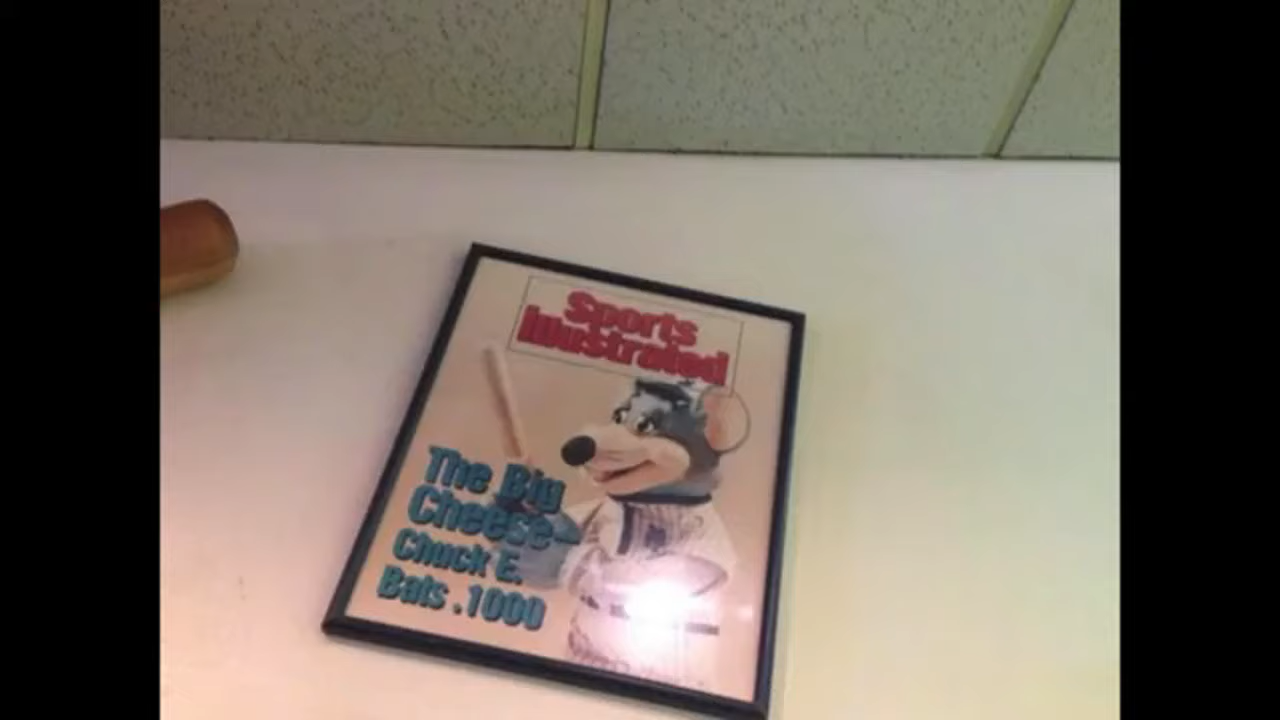 Sports
Illustrated
The Big
Cheese
Chuck E.
Bats .1000